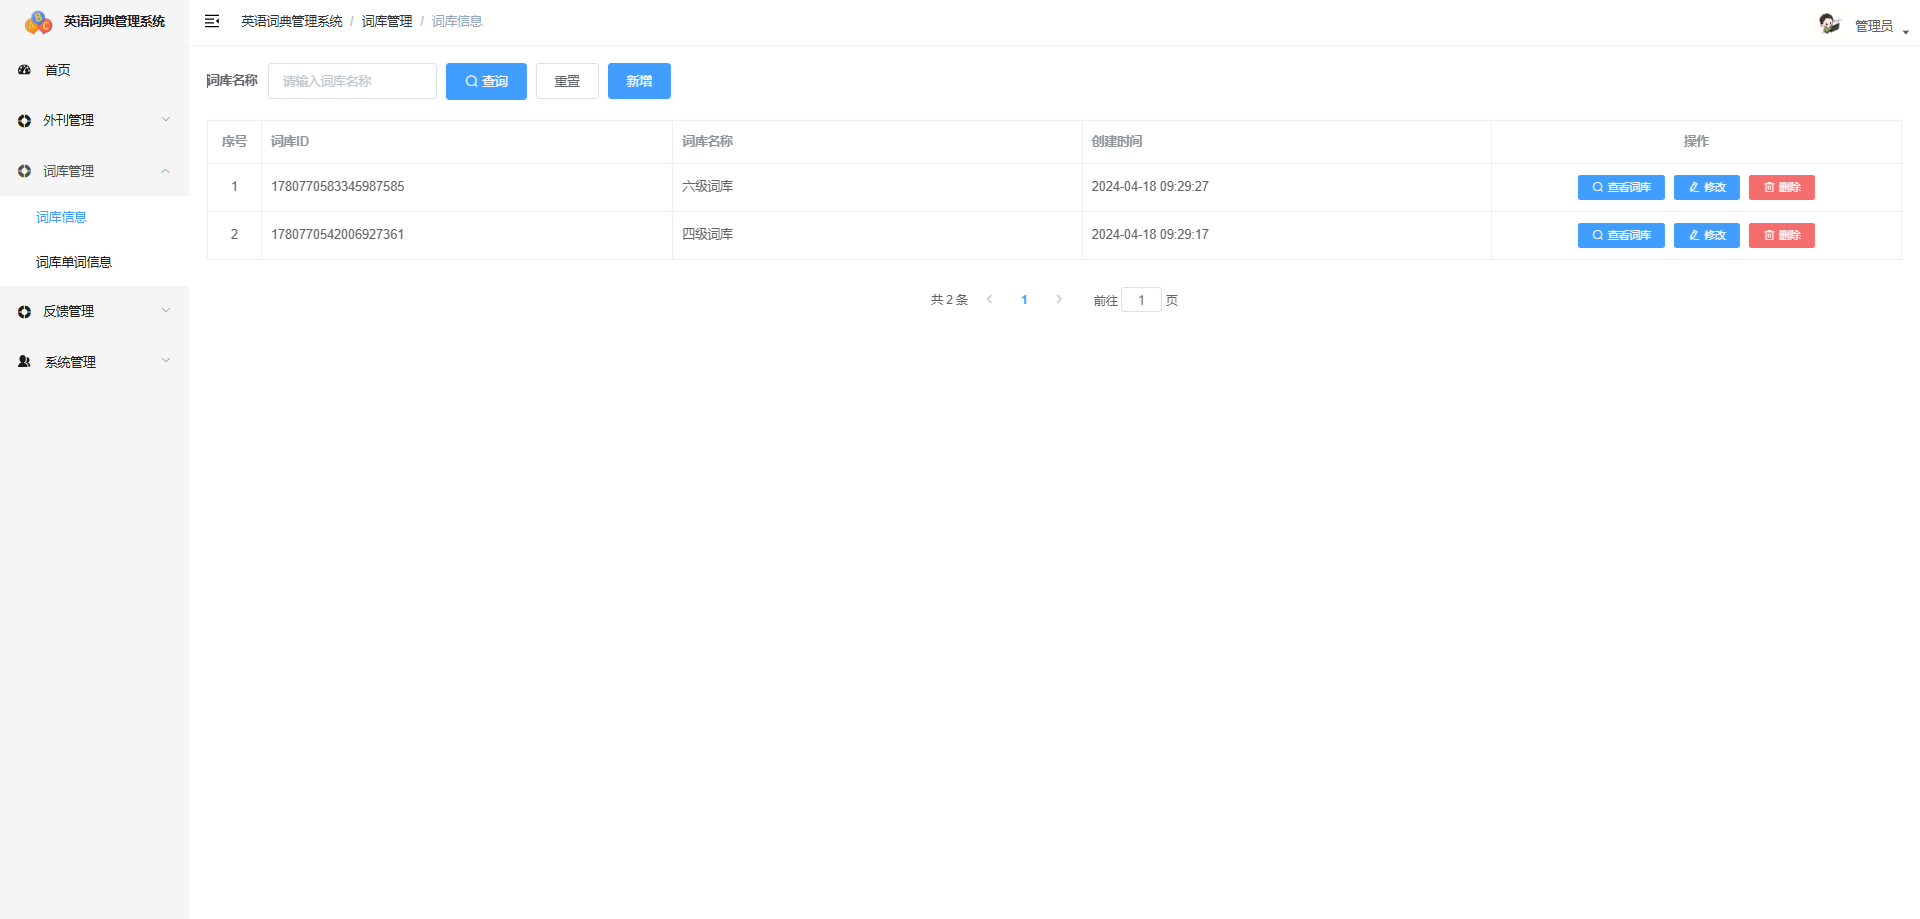 英语词典管理系统
英语词典管理系统 / 词库管理 / 词库信息
管理员
首页
外刊管理
词库管理
词库信息
词库单词信息
反馈管理
系统管理
词库名称 请输入词库名称 查询 重置 新增
序号 词库ID 词库名称 创建时间 操作
1 1780770583345987585 六级词库 2024-04-18 09:29:27 查看词库 修改 删除
2 1780770542006927361 四级词库 2024-04-18 09:29:17 查看词库 修改 删除
共 2 条 1 前往 1 页